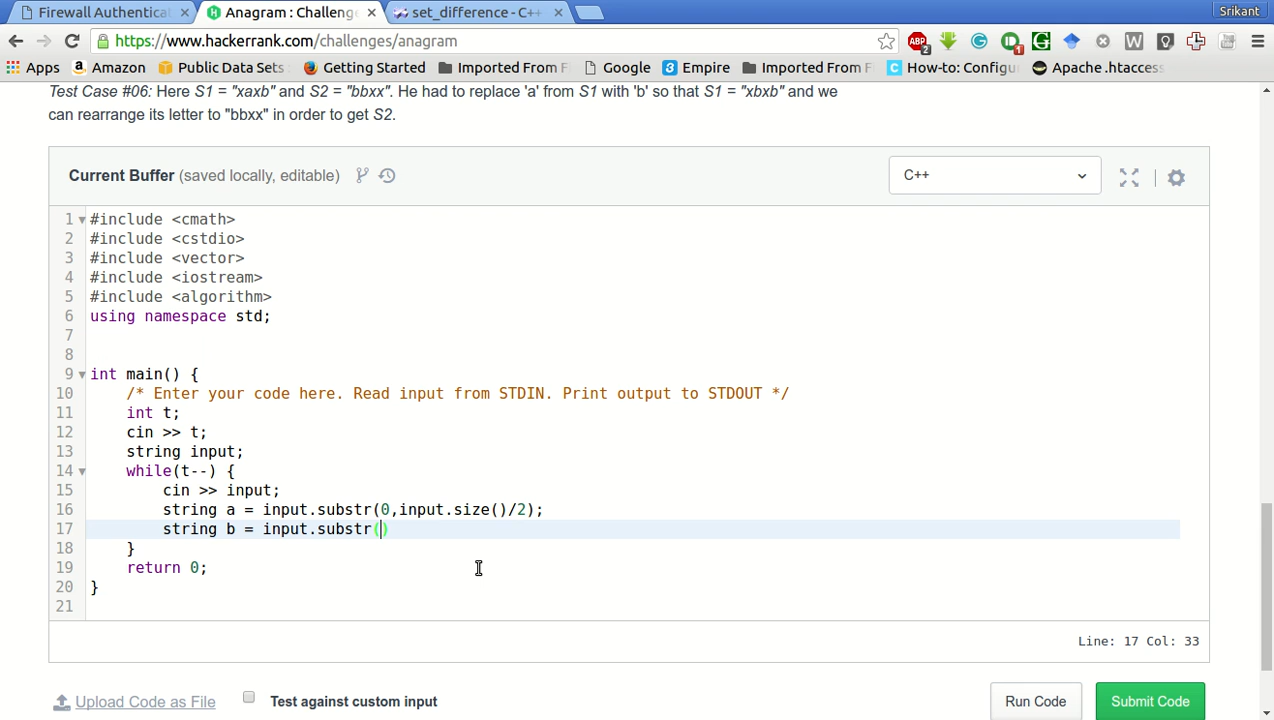 Firewall Authentica
Anagram : Challeng
set_difference - C++
Srikant
https://www.hackerrank.com/challenges/anagram
Apps Amazon PublicData Sets Getting Started Imported From F Google Empire Imported From F How-to: Configu Apache .htaccess
Test Case #06: Here S1 = "xaxb" and S2 = "bbxx". He had to replace 'a' from S1 with 'b' so that S1 = "xbxb" and we
can rearrange its letter to "bbxx" in order to get S2.
Current Buffer (saved locally, editable)
C++
1 #include <cmath>
2 #include <cstdio>
3 #include <vector>
4 #include <iostream>
5 #include <algorithm>
6 using namespace std;
7
8
9 int main() {
10 /* Enter your code here. Read input from STDIN. Print output to STDOUT */
11 int t;
12 cin >> t;
13 string input;
14 while(t--) {
15 cin >> input;
16 string a = input.substr(0,input.size()/2);
17 string b = input.substr()
18 }
19 return 0;
20 }
21
Line: 17 Col: 33
Upload Code as File
Test against custom input
Run Code
Submit Code